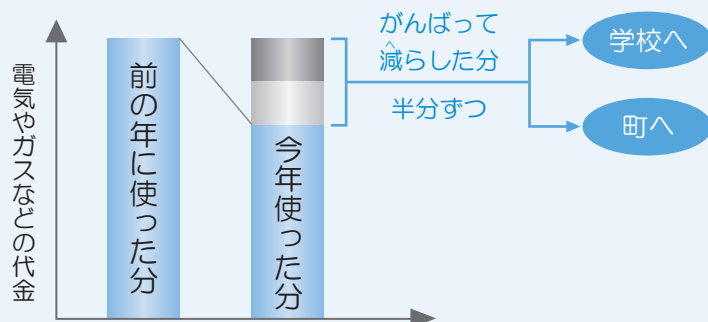 電気やガスなどの代金
前の年に使った分
今年使った分
がんばって
へ
減らした分
半分ずつ
学校へ
町へ